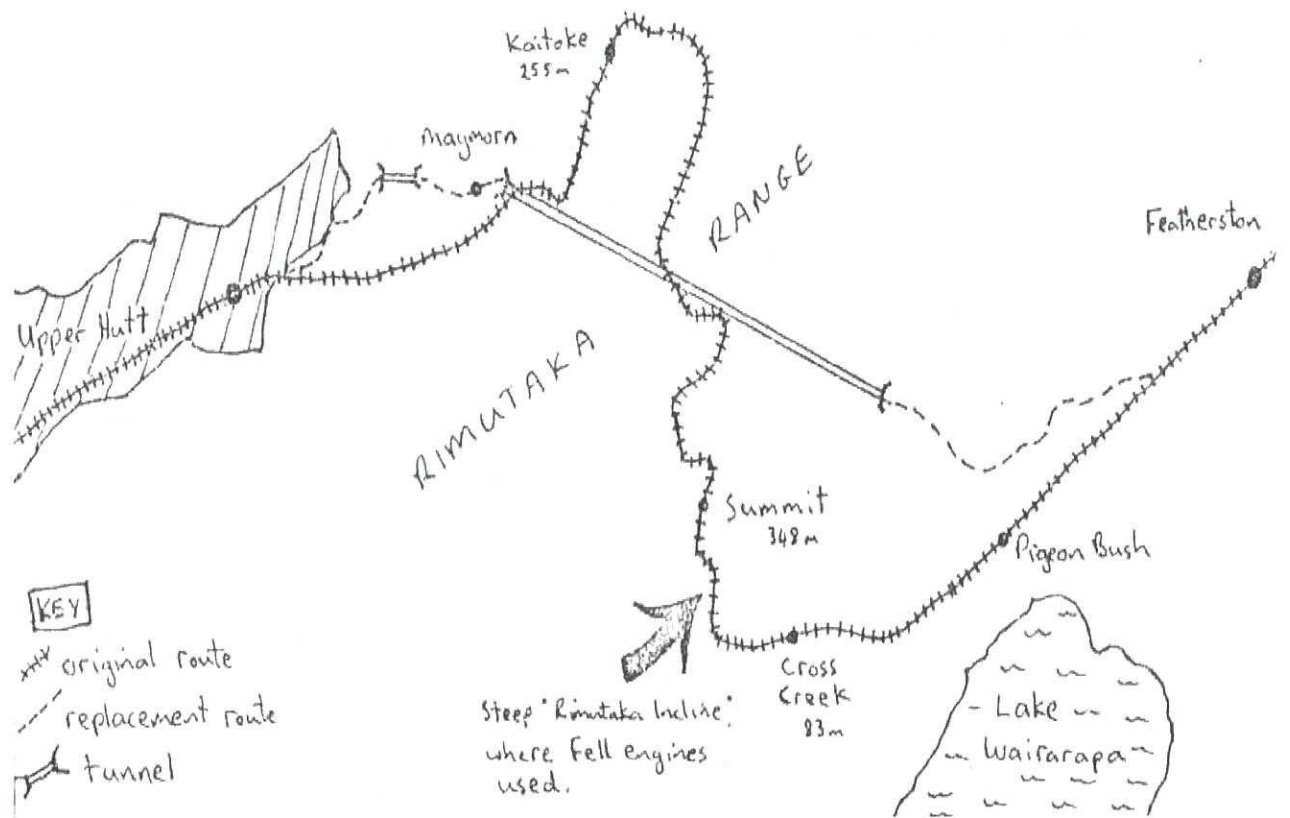 Kaitoke
255m
Maymorn
RANGE
Featherston
Upper Hutt
RIMUTAKA
Summit
348m
Pigeon Bush
KEY
original route
replacement route
tunnel
Cross
Creek
83m
Steep "Rimutaka Incline",
where Fell engines
used.
Lake
Wairarapa